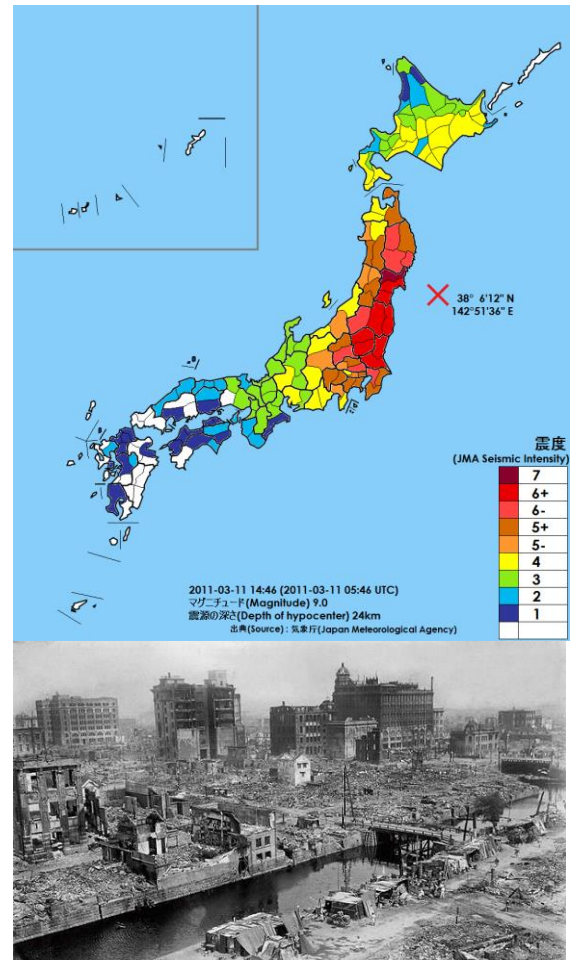 38° 6'12" N
142°51'36" E
震度
(JMA Seismic Intensity)
7
6+
6-
5+
5-
4
3
2
1
2011-03-11 14:46 (2011-03-11 05:46 UTC)
マグニチュード(Magnitude) 9.0
震源の深さ(Depth of hypocenter) 24km
出典(Source) : 気象庁(Japan Meteorological Agency)